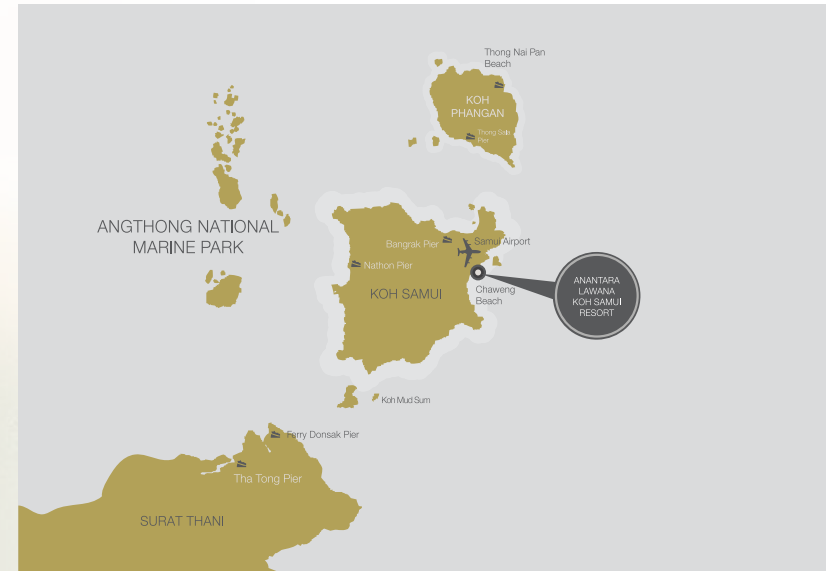 Thong Nai Pan
Beach
KOH
PHANGAN
Thong Sala
Pier
ANGTHONG NATIONAL
MARINE PARK
Bangrak Pier
Samui Airport
Nathon Pier
KOH SAMUI
Chaweng
Beach
ANANTARA
LAWANA
KOH SAMUI
RESORT
Koh Mud Sum
Ferry Donsak Pier
Tha Tong Pier
SURAT THANI